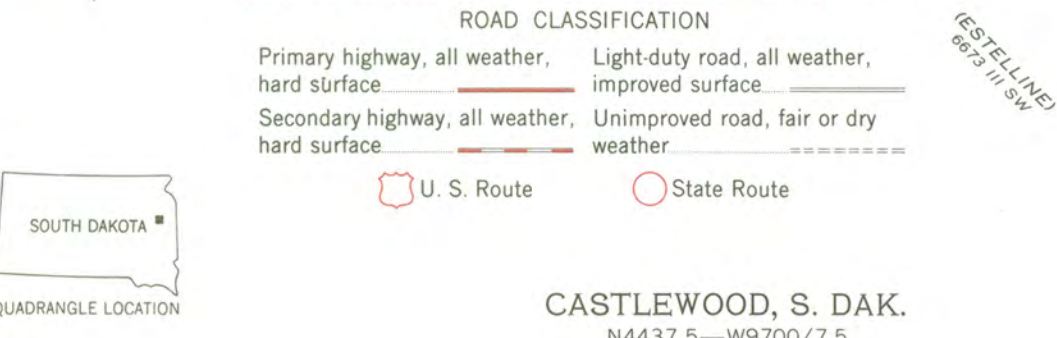 ROAD CLASSIFICATION
Primary highway, all weather,
hard surface
Light-duty road, all weather,
improved surface
Secondary highway, all weather,
hard surface
Unimproved road, fair or dry
weather
U. S. Route
State Route
(ESTELLINE)
6673 III SW
SOUTH DAKOTA
QUADRANGLE LOCATION
CASTLEWOOD, S. DAK.
N4437.5—W9700/7.5